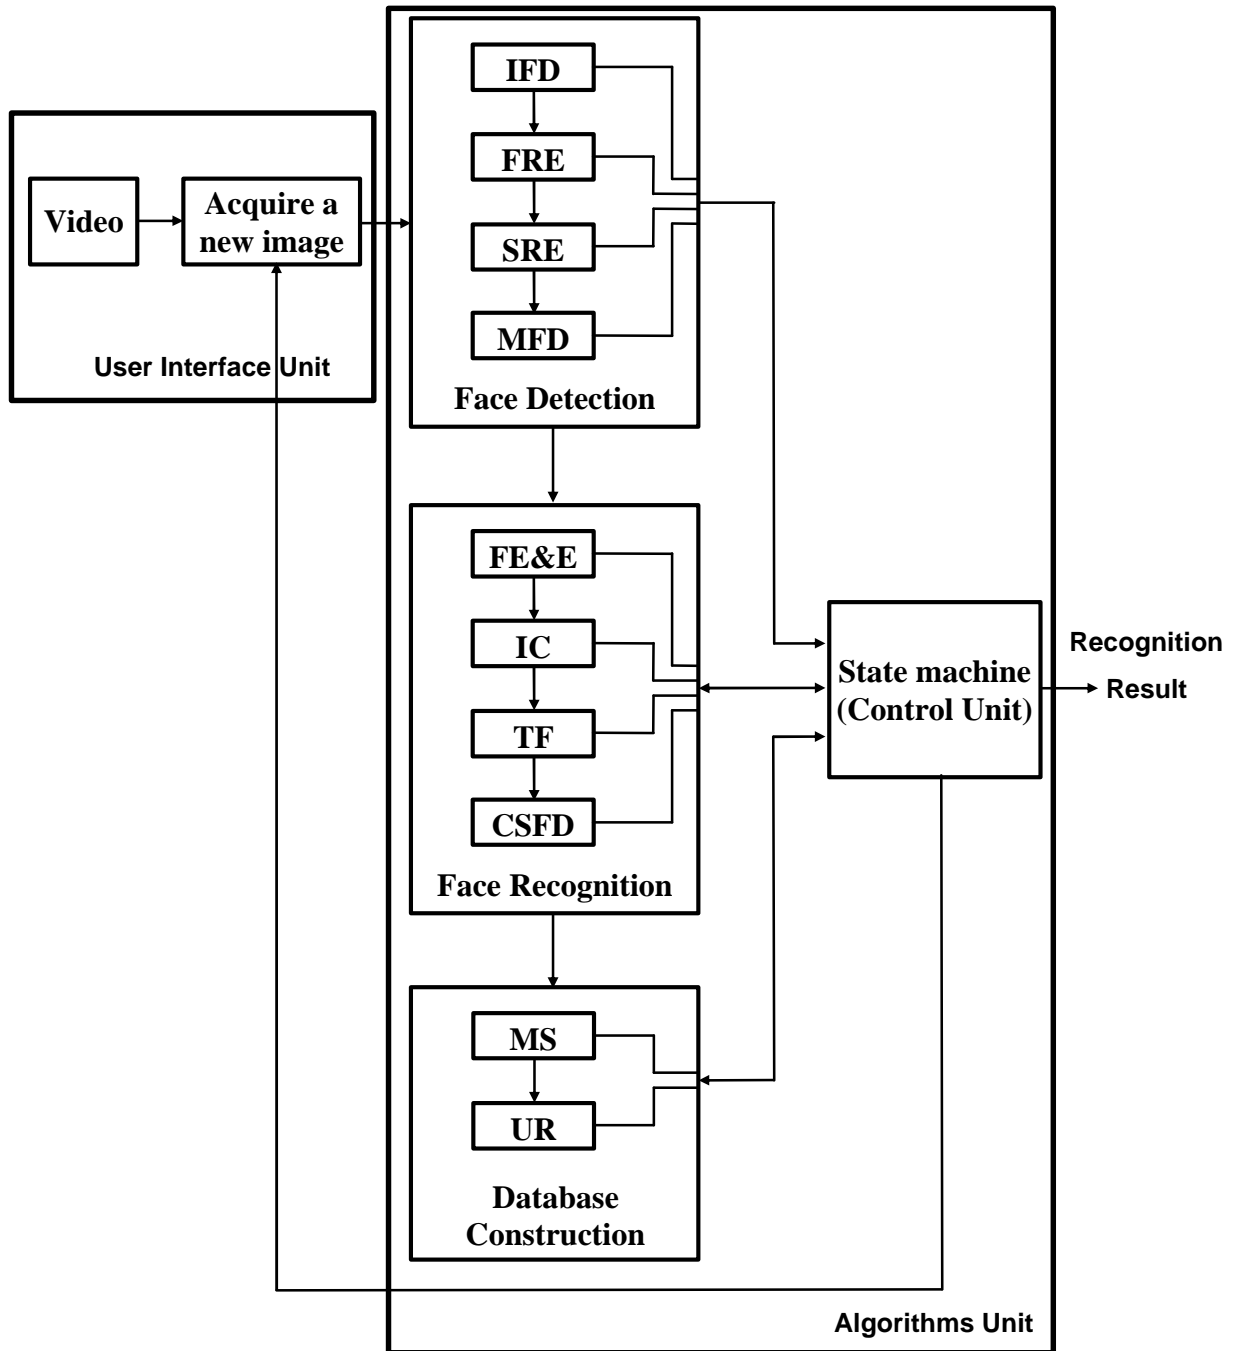 Video
Acquire a
new image
User Interface Unit
IFD
FRE
SRE
MFD
Face Detection
FE&E
IC
TF
CSFD
Face Recognition
MS
UR
Database
Construction
State machine
(Control Unit)
Recognition
Result
Algorithms Unit